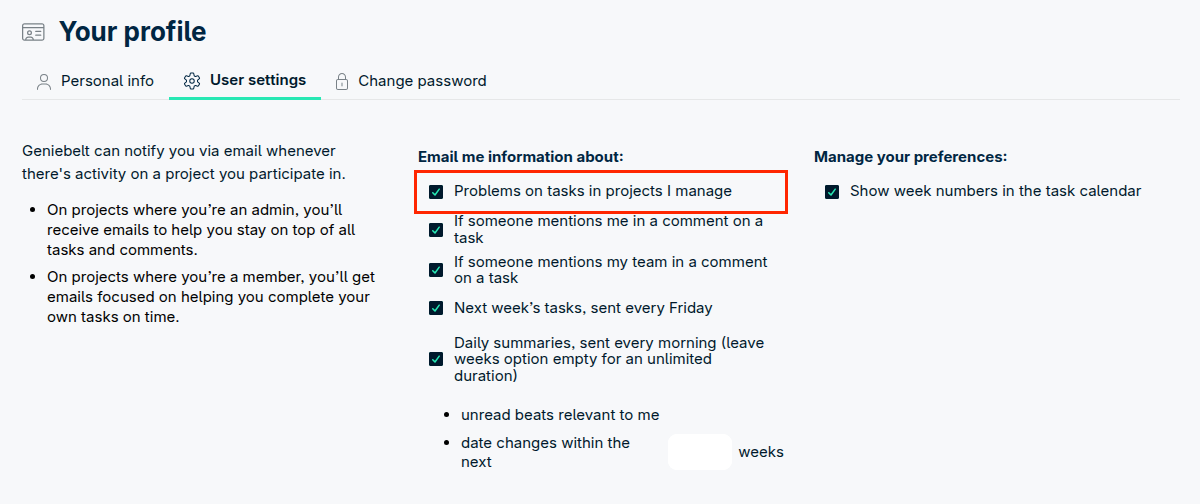 Your profile
Personal info
User settings
Change password
Geniebelt can notify you via email whenever
there's activity on a project you participate in.
• On projects where you’re an admin, you’ll
receive emails to help you stay on top of all
tasks and comments.
• On projects where you’re a member, you’ll get
emails focused on helping you complete your
own tasks on time.
Email me information about:
Problems on tasks in projects I manage
If someone mentions me in a comment on a
task
If someone mentions my team in a comment
on a task
Next week’s tasks, sent every Friday
Daily summaries, sent every morning (leave
weeks option empty for an unlimited
duration)
• unread beats relevant to me
• date changes within the
next
weeks
Manage your preferences:
Show week numbers in the task calendar